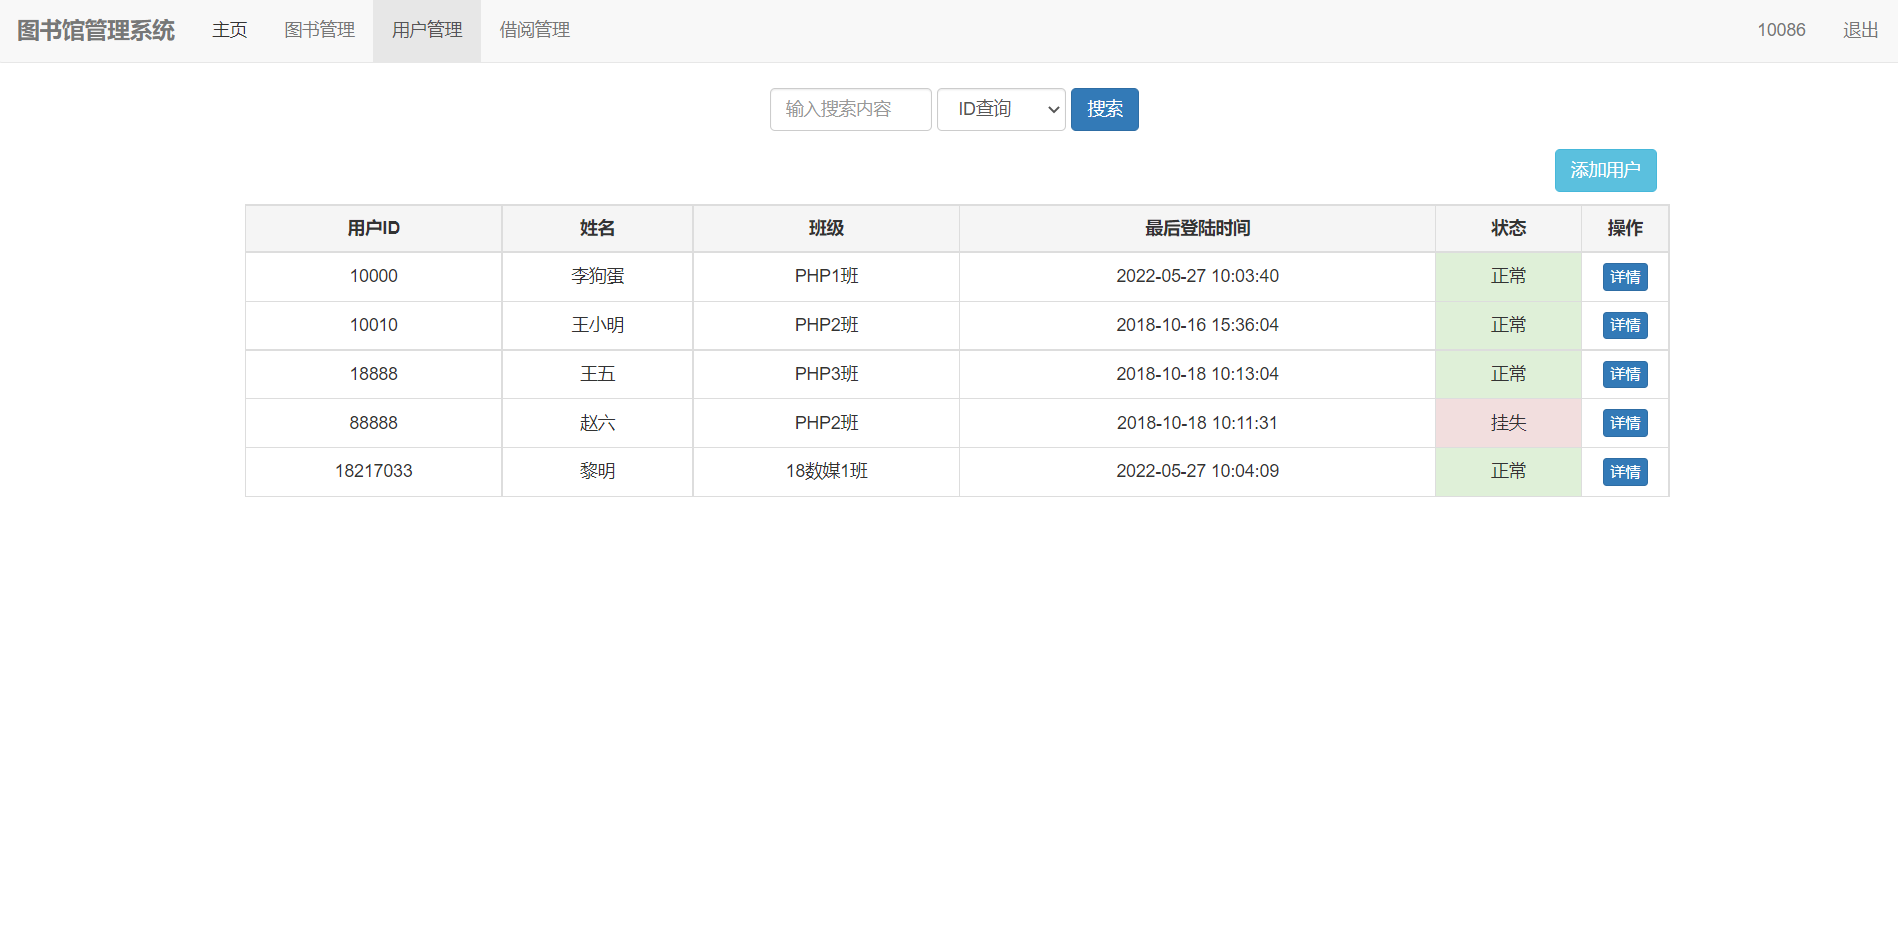 图书馆管理系统 主页 图书管理 用户管理 借阅管理 10086 退出
输入搜索内容 ID查询 搜索
添加用户
用户ID 姓名 班级 最后登陆时间 状态 操作
10000 李狗蛋 PHP1班 2022-05-27 10:03:40 正常 详情
10010 王小明 PHP2班 2018-10-16 15:36:04 正常 详情
18888 王五 PHP3班 2018-10-18 10:13:04 正常 详情
88888 赵六 PHP2班 2018-10-18 10:11:31 挂失 详情
18217033 黎明 18数媒1班 2022-05-27 10:04:09 正常 详情